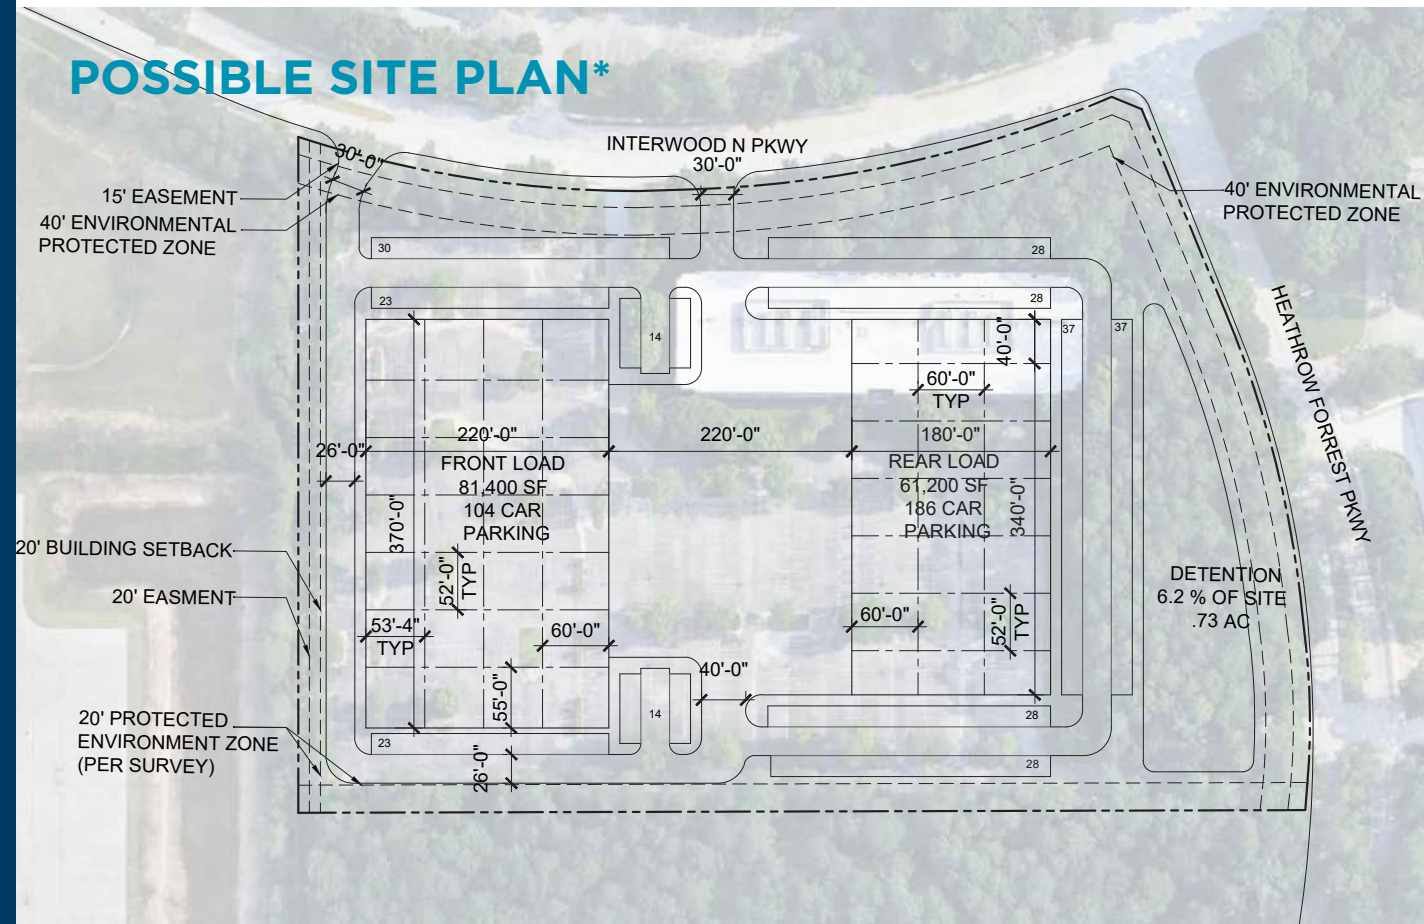 POSSIBLE SITE PLAN*
INTERWOOD N PKWY
30'-0"
30'-0"
15' EASEMENT
40' ENVIRONMENTAL
PROTECTED ZONE
40' ENVIRONMENTAL
PROTECTED ZONE
30
28
23
28
14
37
37
HEATHROW FORREST PKWY
40'-0"
60'-0"
TYP
26'-0"
220'-0"
220'-0"
180'-0"
FRONT LOAD
81,400 SF
104 CAR
PARKING
REAR LOAD
61,200 SF
186 CAR
PARKING
370'-0"
340'-0"
20' BUILDING SETBACK
20' EASMENT
52'-0"
TYP
53'-4"
TYP
60'-0"
60'-0"
52'-0"
TYP
DETENTION
6.2 % OF SITE
.73 AC
55'-0"
40'-0"
20' PROTECTED
ENVIRONMENT ZONE
(PER SURVEY)
14
28
23
28
26'-0"